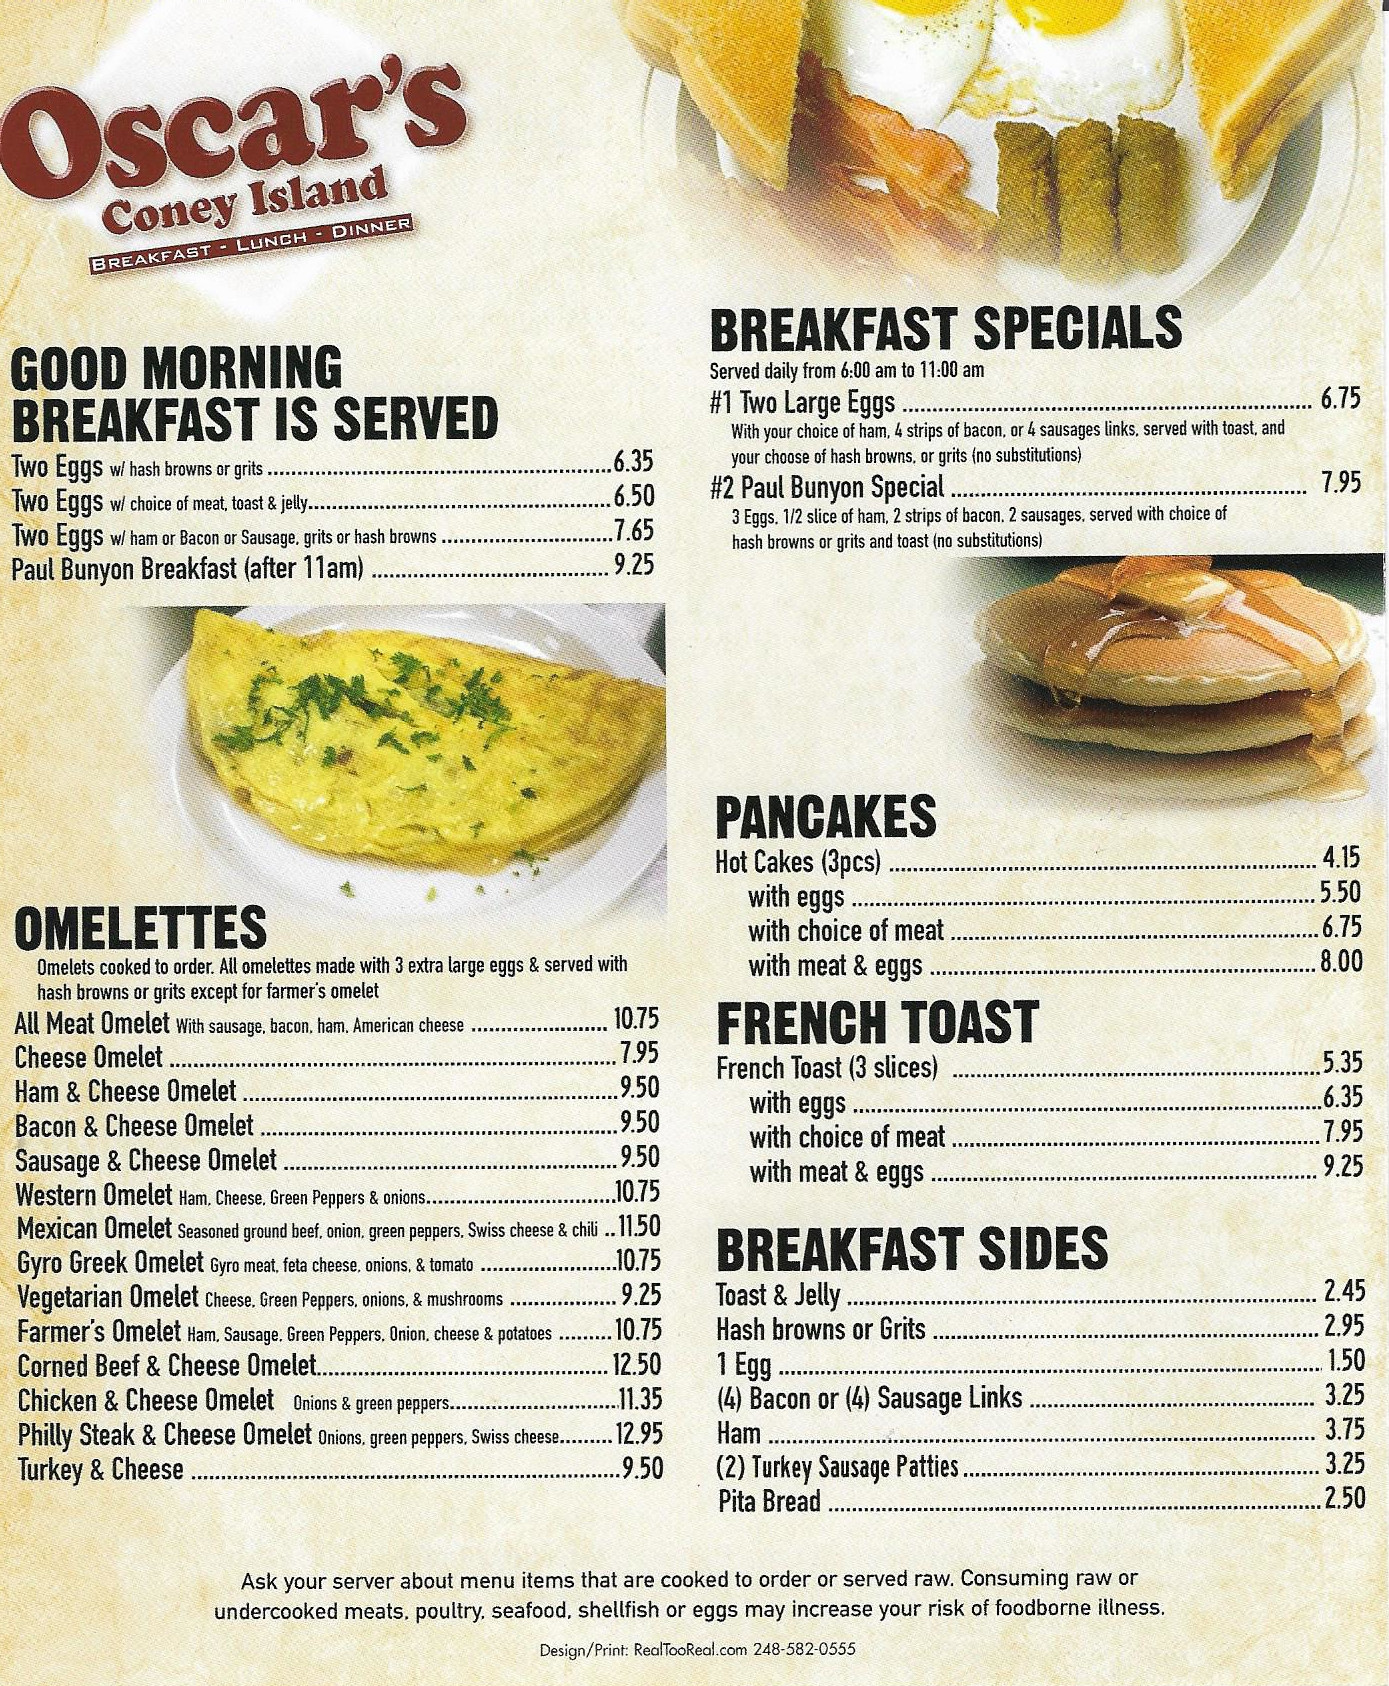 Oscar's
Coney Island
BREAKFAST - LUNCH - DINNER
GOOD MORNING
BREAKFAST IS SERVED
Two Eggs w/ hash browns or grits 6.35
Two Eggs w/ choice of meat, toast & jelly 6.50
Two Eggs w/ ham or Bacon or Sausage, grits or hash browns 7.65
Paul Bunyon Breakfast (after 11am) 9.25
OMELETTES
Omelets cooked to order. All omelettes made with 3 extra large eggs & served with
hash browns or grits except for farmer's omelet
All Meat Omelet With sausage, bacon, ham, American cheese 10.75
Cheese Omelet 7.95
Ham & Cheese Omelet 9.50
Bacon & Cheese Omelet 9.50
Sausage & Cheese Omelet 9.50
Western Omelet Ham, Cheese, Green Peppers & onions 10.75
Mexican Omelet Seasoned ground beef, onion, green peppers, Swiss cheese & chili 11.50
Gyro Greek Omelet Gyro meat, feta cheese, onions, & tomato 10.75
Vegetarian Omelet Cheese, Green Peppers, onions, & mushrooms 9.25
Farmer's Omelet Ham, Sausage, Green Peppers, Onion, cheese & potatoes 10.75
Corned Beef & Cheese Omelet 12.50
Chicken & Cheese Omelet Onions & green peppers 11.35
Philly Steak & Cheese Omelet Onions, green peppers, Swiss cheese 12.95
Turkey & Cheese 9.50
BREAKFAST SPECIALS
Served daily from 6:00 am to 11:00 am
#1 Two Large Eggs 6.75
With your choice of ham, 4 strips of bacon, or 4 sausages links, served with toast, and
your choose of hash browns, or grits (no substitutions)
#2 Paul Bunyon Special 7.95
3 Eggs, 1/2 slice of ham, 2 strips of bacon, 2 sausages, served with choice of
hash browns or grits and toast (no substitutions)
PANCAKES
Hot Cakes (3pcs) 4.15
with eggs 5.50
with choice of meat 6.75
with meat & eggs 8.00
FRENCH TOAST
French Toast (3 slices) 5.35
with eggs 6.35
with choice of meat 7.95
with meat & eggs 9.25
BREAKFAST SIDES
Toast & Jelly 2.45
Hash browns or Grits 2.95
1 Egg 1.50
(4) Bacon or (4) Sausage Links 3.25
Ham 3.75
(2) Turkey Sausage Patties 3.25
Pita Bread 2.50
Ask your server about menu items that are cooked to order or served raw. Consuming raw or
undercooked meats, poultry, seafood, shellfish or eggs may increase your risk of foodborne illness.
Design/Print: RealTooReal.com 248-582-0555